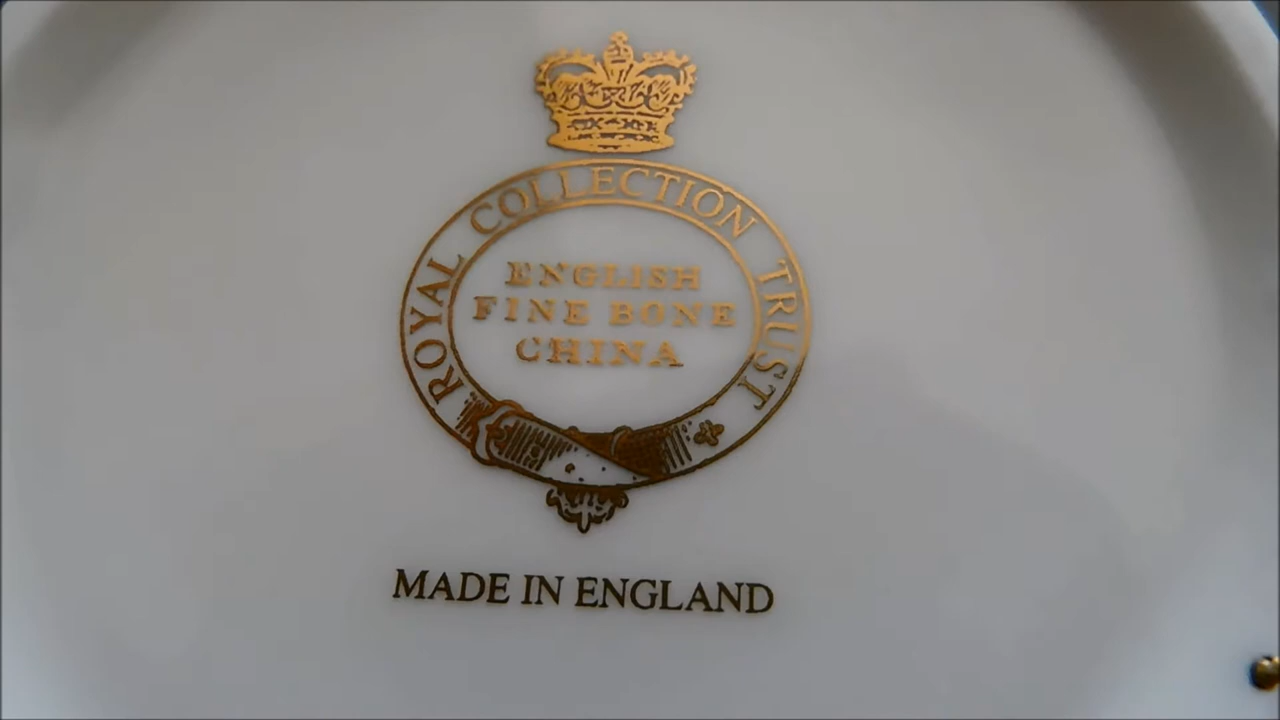 ROYAL COLLECTION TRUST
ENGLISH
FINE BONE
CHINA
MADE IN ENGLAND